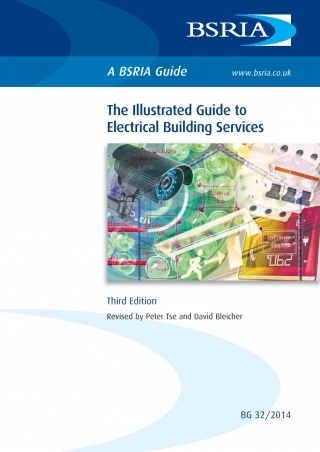 BSRIA
A BSRIA Guide
www.bsria.co.uk
The Illustrated Guide to
Electrical Building Services
Third Edition
Revised by Peter Tse and David Bleicher
BG 32/2014